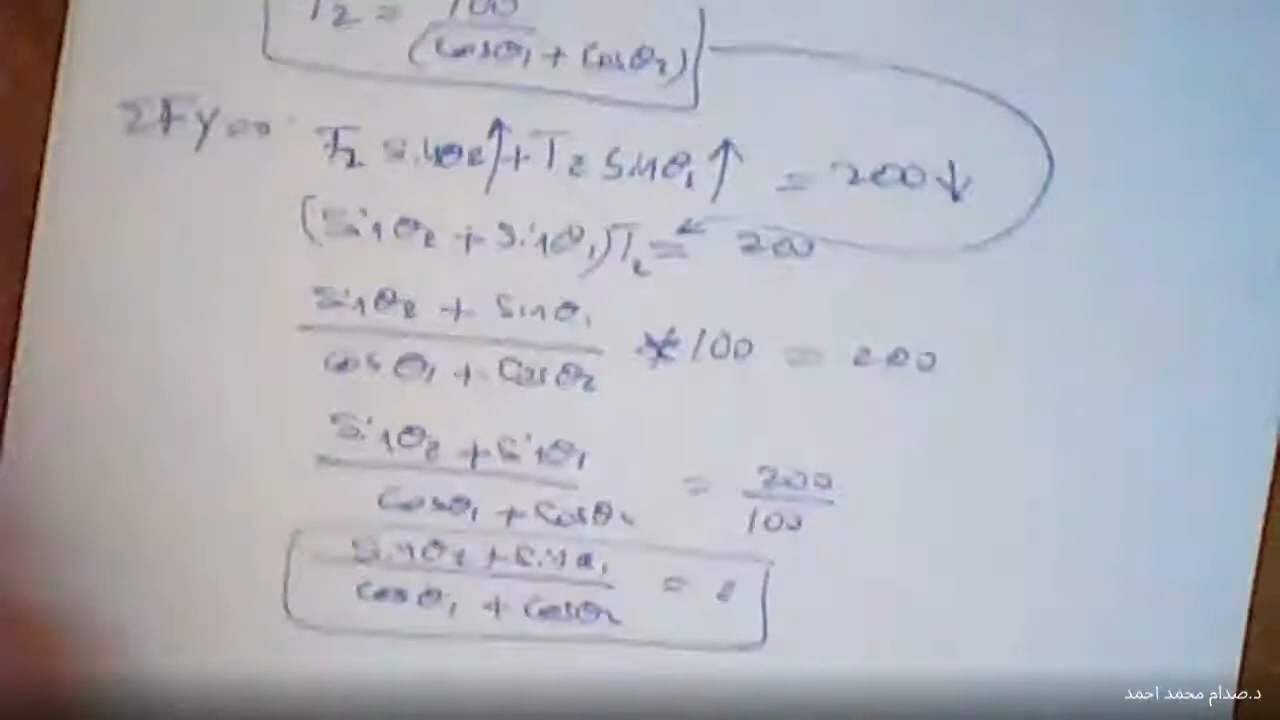 T2 = 100
(cosθ1 + cosθ2)
ΣFy=0 T2 sinθ2↑ + T2 sinθ1↑ = 200↓
(sinθ2 + sinθ1)T2 = 200
sinθ2 + sinθ1
cosθ1 + cosθ2
* 100 = 200
sinθ2 + sinθ1
cosθ1 + cosθ2
= 200
100
sinθ2 + sinθ1
cosθ1 + cosθ2
= 2
د.صدام محمد احمد